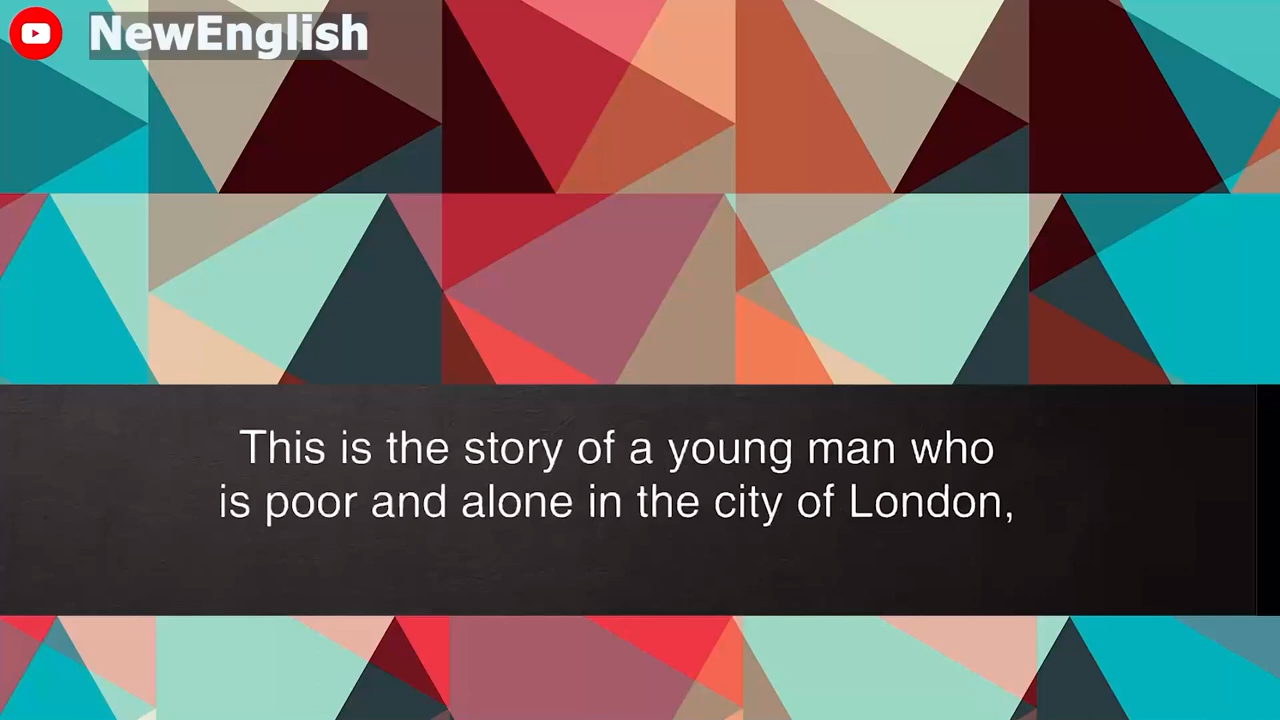 NewEnglish
This is the story of a young man who
is poor and alone in the city of London,